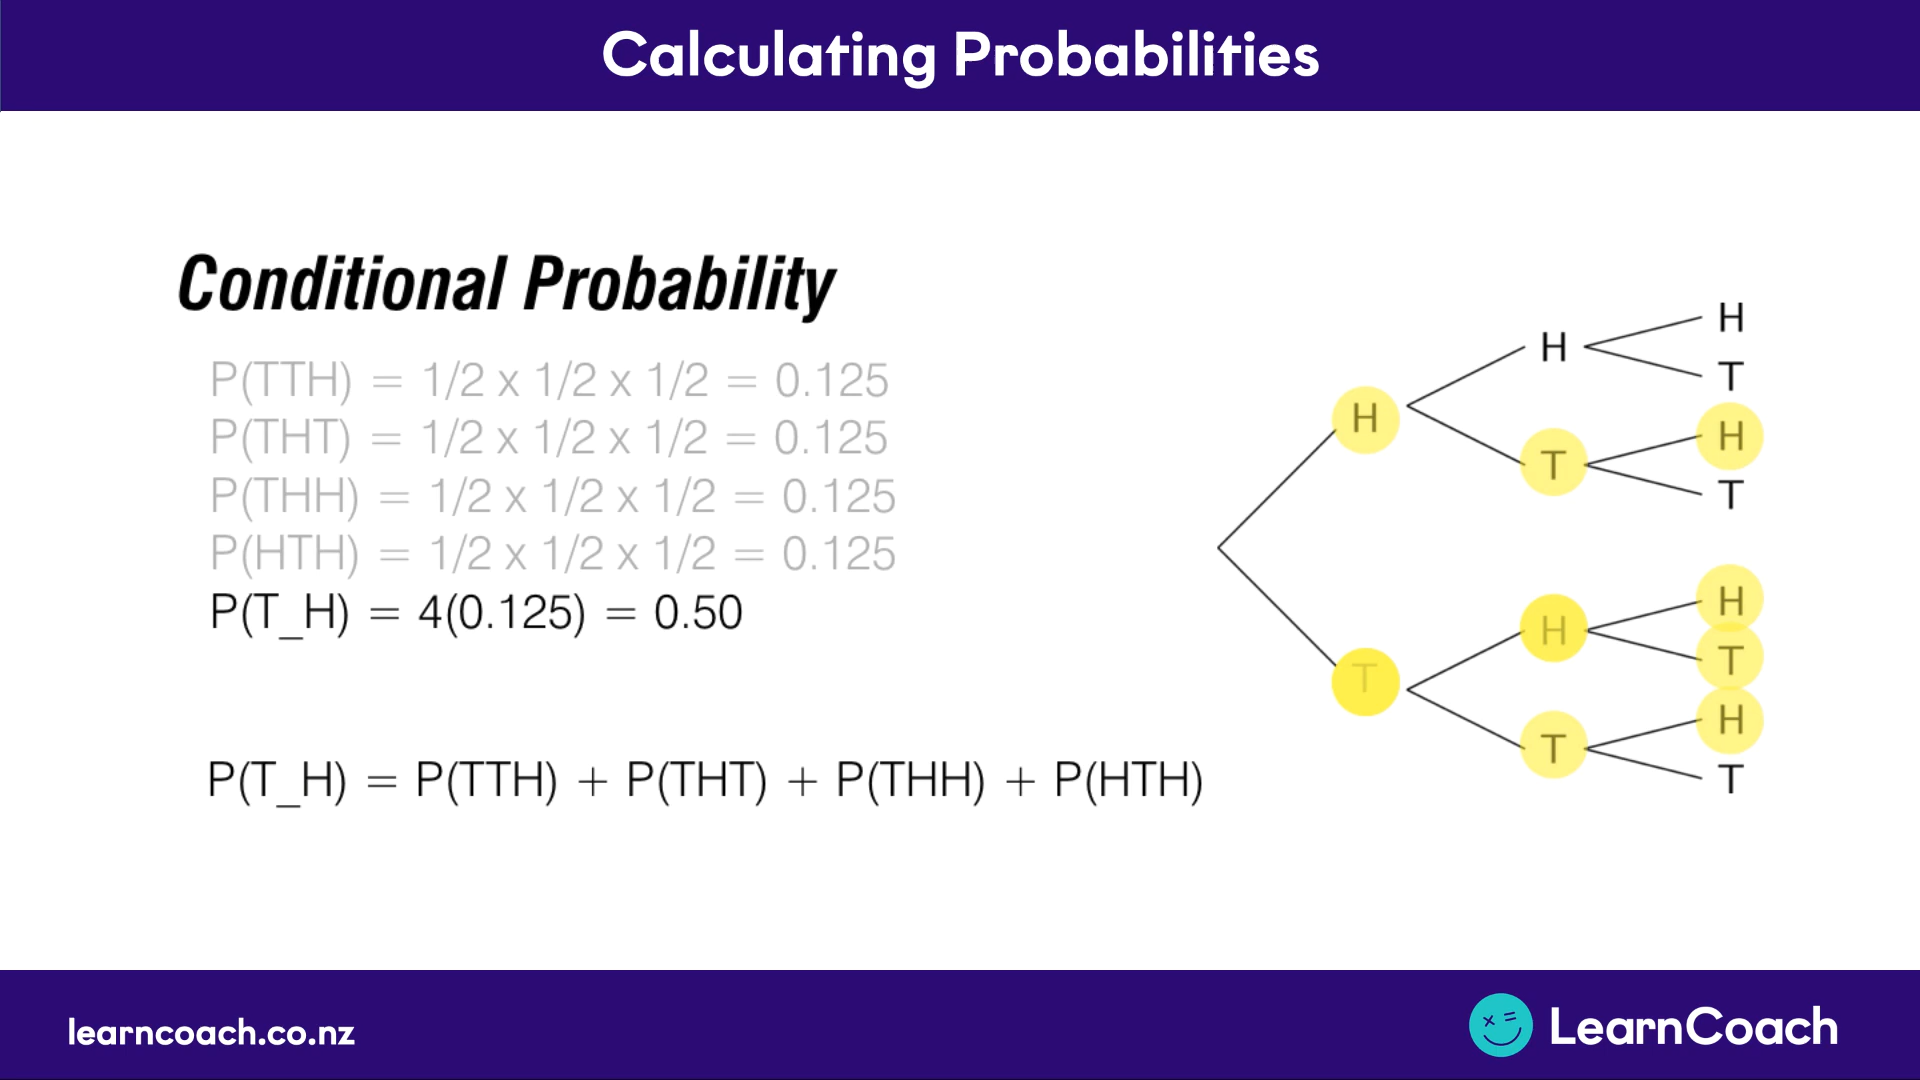 Calculating Probabilities
Conditional Probability
P(TTH) = 1/2 x 1/2 x 1/2 = 0.125
P(THT) = 1/2 x 1/2 x 1/2 = 0.125
P(THH) = 1/2 x 1/2 x 1/2 = 0.125
P(HTH) = 1/2 x 1/2 x 1/2 = 0.125
P(T_H) = 4(0.125) = 0.50
P(T_H) = P(TTH) + P(THT) + P(THH) + P(HTH)
H
H
H
T
T
H
T
T
H
H
T
T
H
T
learncoach.co.nz
LearnCoach